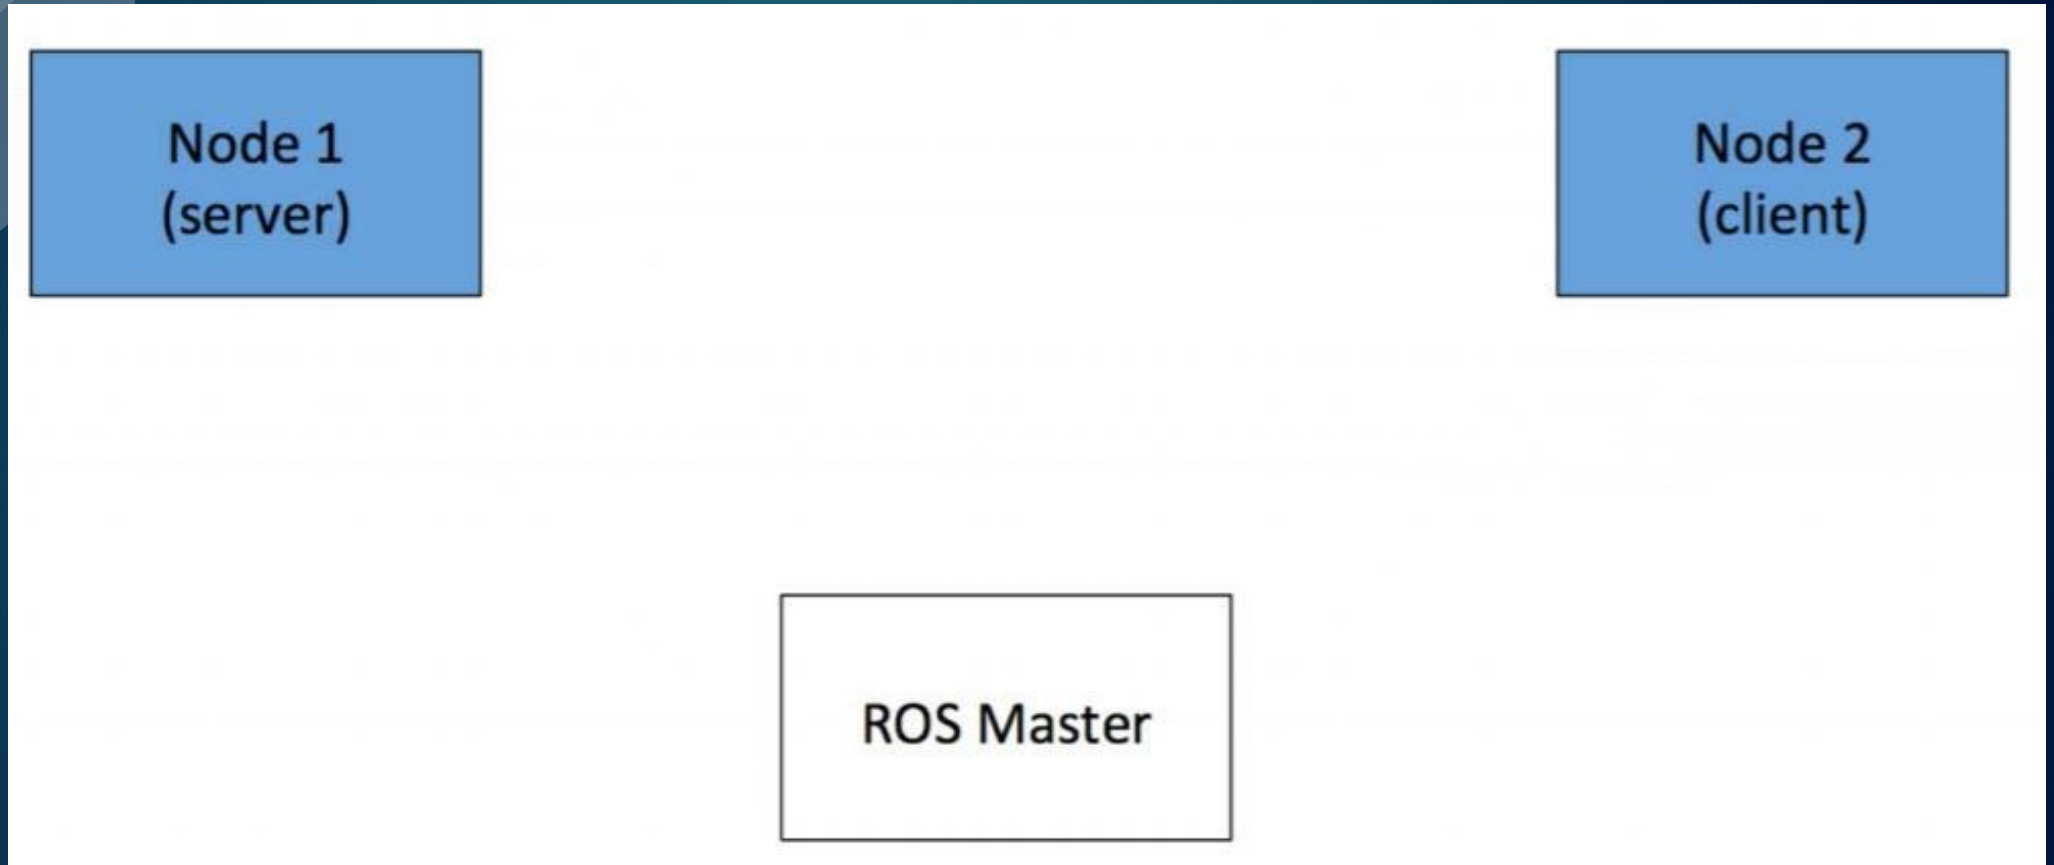 Node 1
(server)
Node 2
(client)
ROS Master